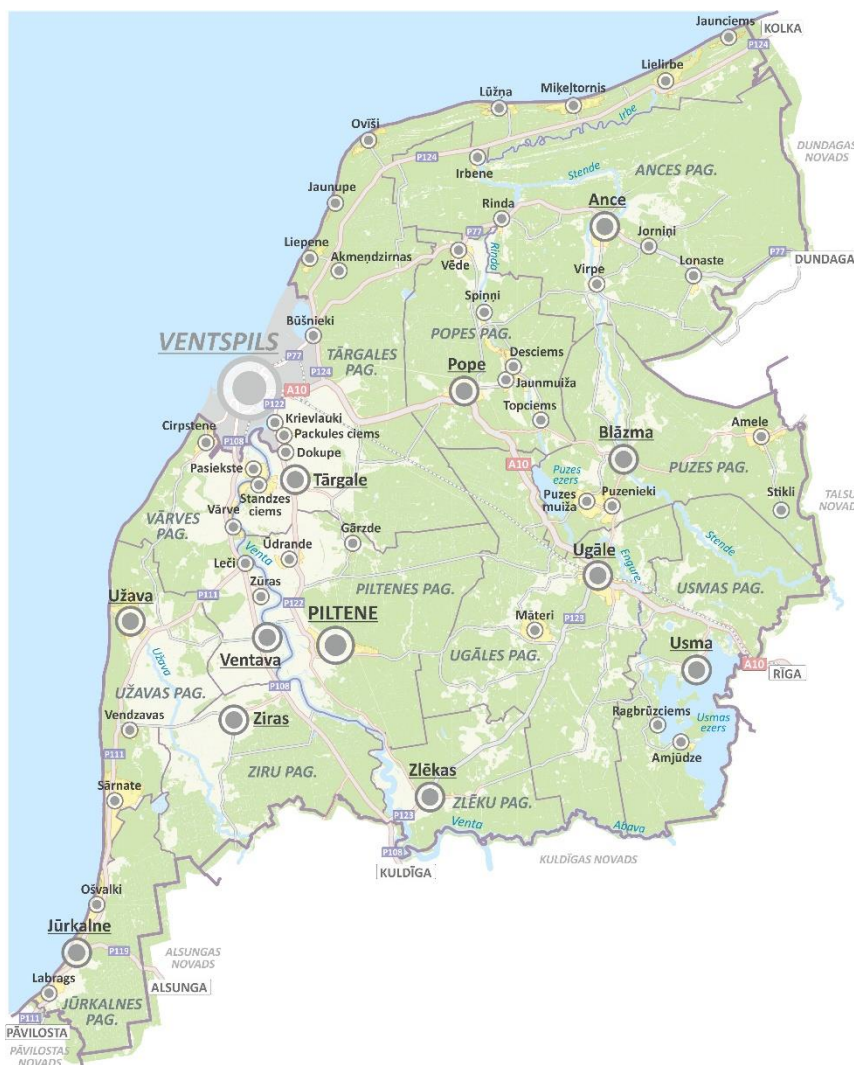 Jaunciems
KOLKA
P124
Lielirbe
Miķeļtornis
Lūžņa
Irbe
Ovīši
DUNDAGAS
NOVADS
P124
Irbene
Stende
ANCES PAG.
Jaunupe
Rinda
Ance
P77
Jorniņi
Liepene
Akmeņdzirnas
Vēde
Rinda
Virpe
Lonaste
P77
DUNDAGA
Spiņņi
Būšnieki
VENTSPILS
TĀRGALES
PAG.
POPES PAG.
P77
P124
Desciems
Pope
Jaunmuiža
A10
P122
Topciems
Krievlauki
Packules ciems
Cirpstene
P108
Dokupe
Blāzma
Amele
A10
Pasiekste
Tārgale
Puzes
ezers
PUZES PAG.
Standzes
ciems
Puzes
muiža
Puzenieki
Stikli
TALSU
NOVADS
VĀRVES
PAG.
Vārve
Gārzde
Stende
Venta
Ūdrande
Ugāle
Engure
Leči
Zūras
PILTENES PAG.
USMAS PAG.
P111
P122
Užava
P123
PILTENE
Māteri
Ventava
UGĀLES PAG.
Usma
Užava
A10
RĪGA
P108
UŽAVAS PAG.
Ziras
Ragbrūzciems
Usmas
ezers
Vendzavas
Amjūdze
P111
ZIRU PAG.
Zlēkas
Sārnate
ZLĒKU PAG.
P123
Venta
Abava
P108
KULDĪGAS NOVADS
KULDĪGA
Ošvalki
Jūrkalne
P119
ALSUNGAS
NOVADS
Labrags
ALSUNGA
JŪRKALNES
PAG.
P111
PĀVILOSTA
PĀVILOSTAS
NOVADS